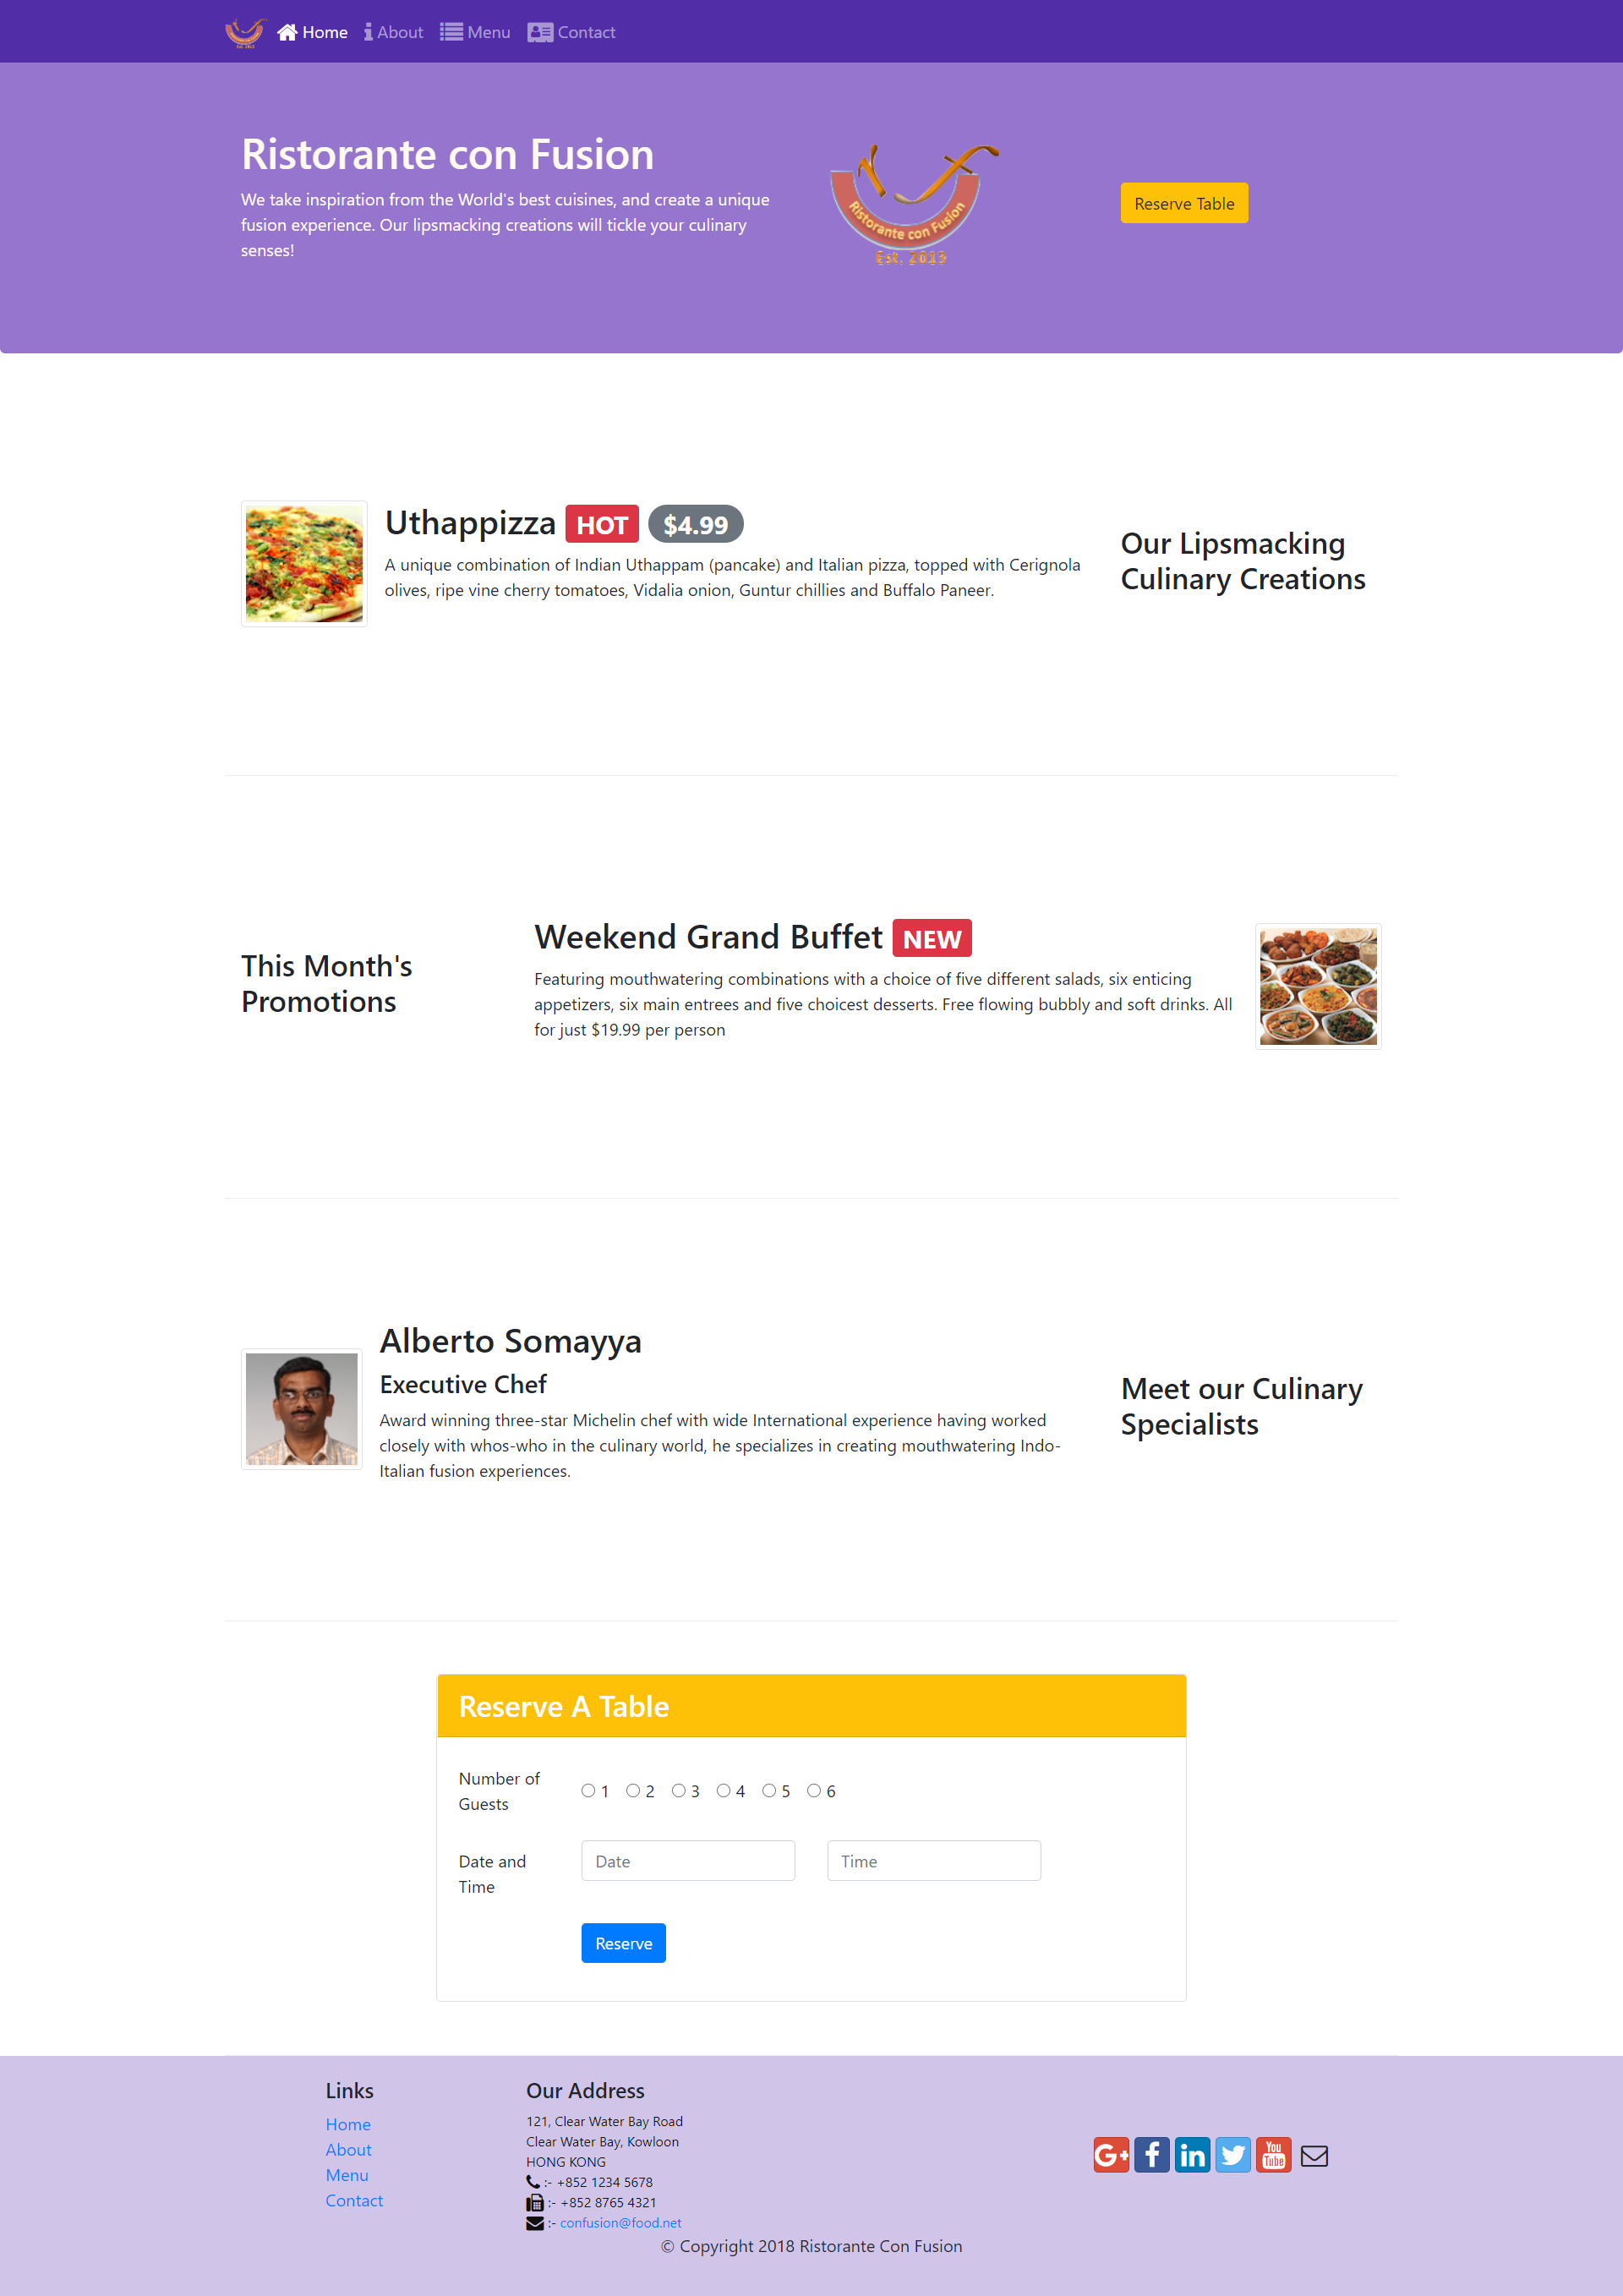 Home About Menu Contact
Ristorante con Fusion
We take inspiration from the World's best cuisines, and create a unique
fusion experience. Our lipsmacking creations will tickle your culinary
senses!
Ristorante con Fusion
Est. 2013
Reserve Table
Uthappizza HOT $4.99
A unique combination of Indian Uthappam (pancake) and Italian pizza, topped with Cerignola
olives, ripe vine cherry tomatoes, Vidalia onion, Guntur chillies and Buffalo Paneer.
Our Lipsmacking
Culinary Creations
This Month's
Promotions
Weekend Grand Buffet NEW
Featuring mouthwatering combinations with a choice of five different salads, six enticing
appetizers, six main entrees and five choicest desserts. Free flowing bubbly and soft drinks. All
for just $19.99 per person
Alberto Somayya
Executive Chef
Award winning three-star Michelin chef with wide International experience having worked
closely with whos-who in the culinary world, he specializes in creating mouthwatering Indo-
Italian fusion experiences.
Meet our Culinary
Specialists
Reserve A Table
Number of
Guests
1 2 3 4 5 6
Date and
Time
Date
Time
Reserve
Links
Home
About
Menu
Contact
Our Address
121, Clear Water Bay Road
Clear Water Bay, Kowloon
HONG KONG
:- +852 1234 5678
:- +852 8765 4321
:- confusion@food.net
G+ f in You Tube
© Copyright 2018 Ristorante Con Fusion